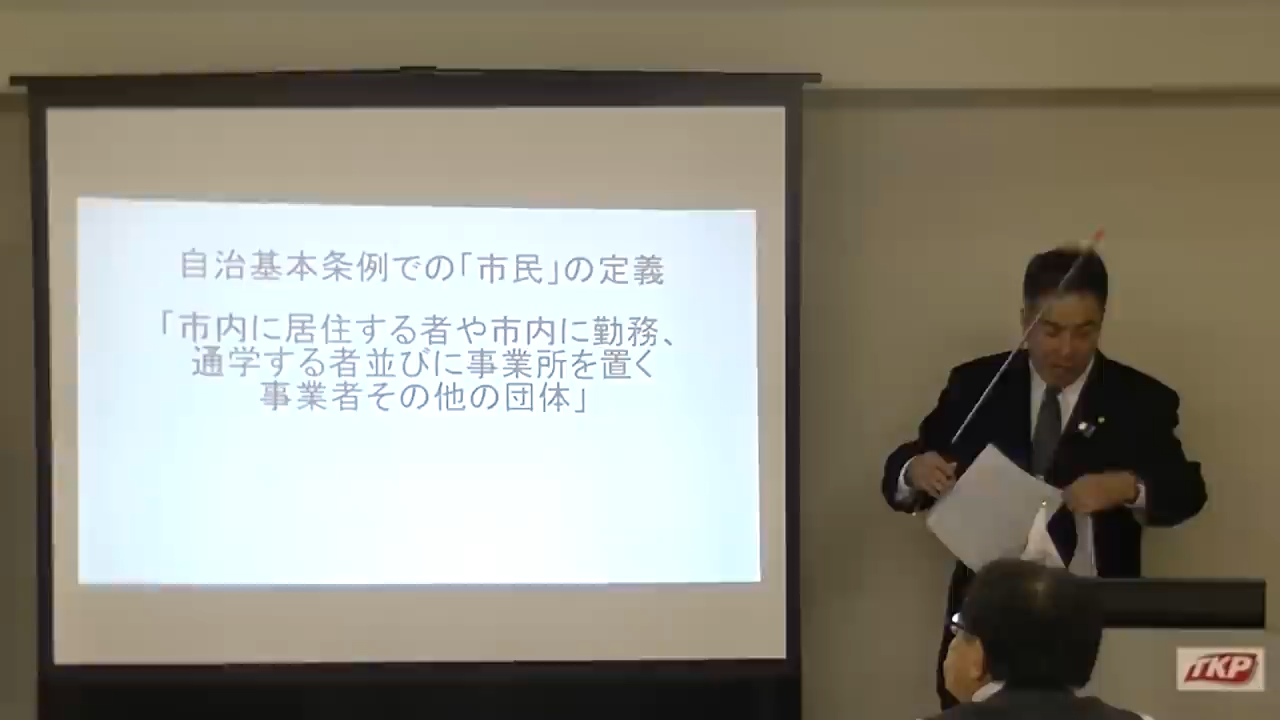 自治基本条例での「市民」の定義
「市内に居住する者や市内に勤務、
通学する者並びに事業所を置く
事業者その他の団体」
TKP